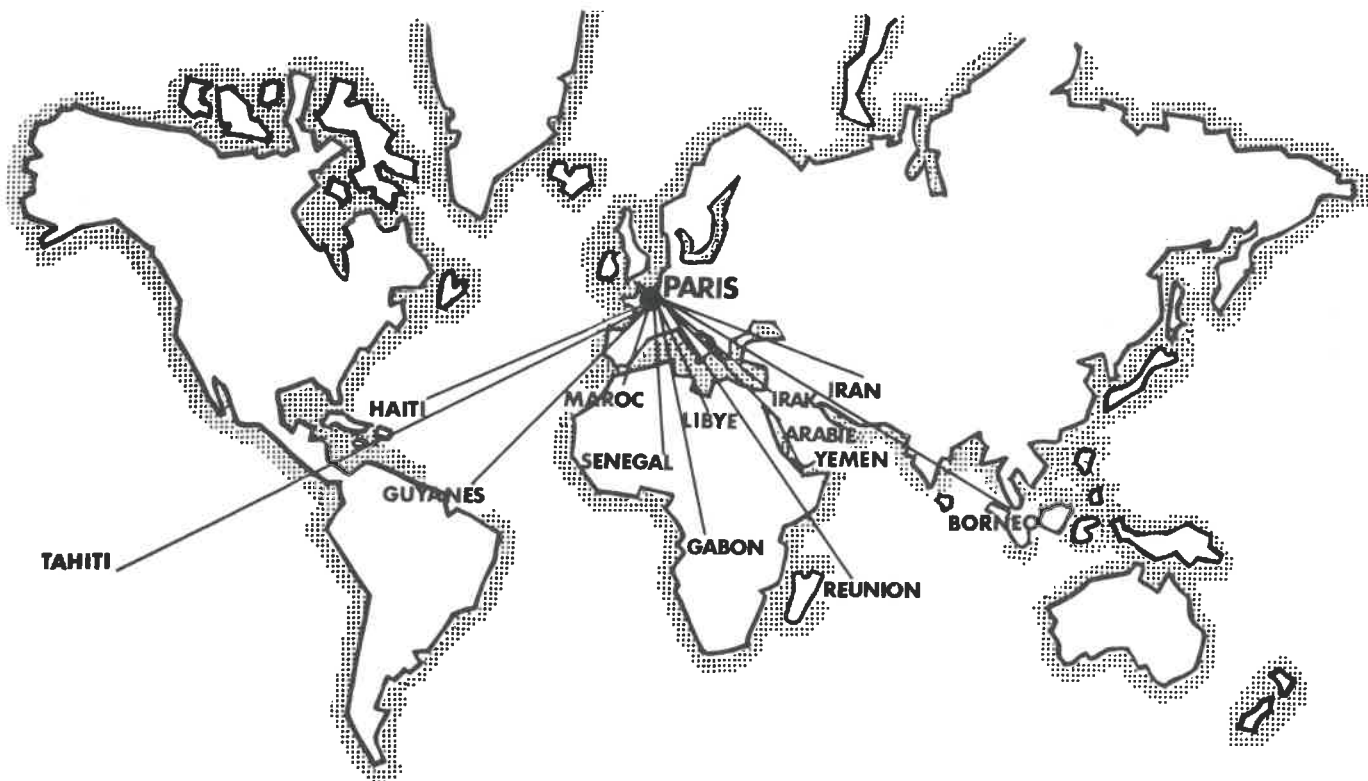 PARIS
IRAN
HAITI
MAROC
IRAK
LIBYE
ARABIE
SENEGAL
YEMEN
GUYANES
BORNEO
GABON
TAHITI
REUNION